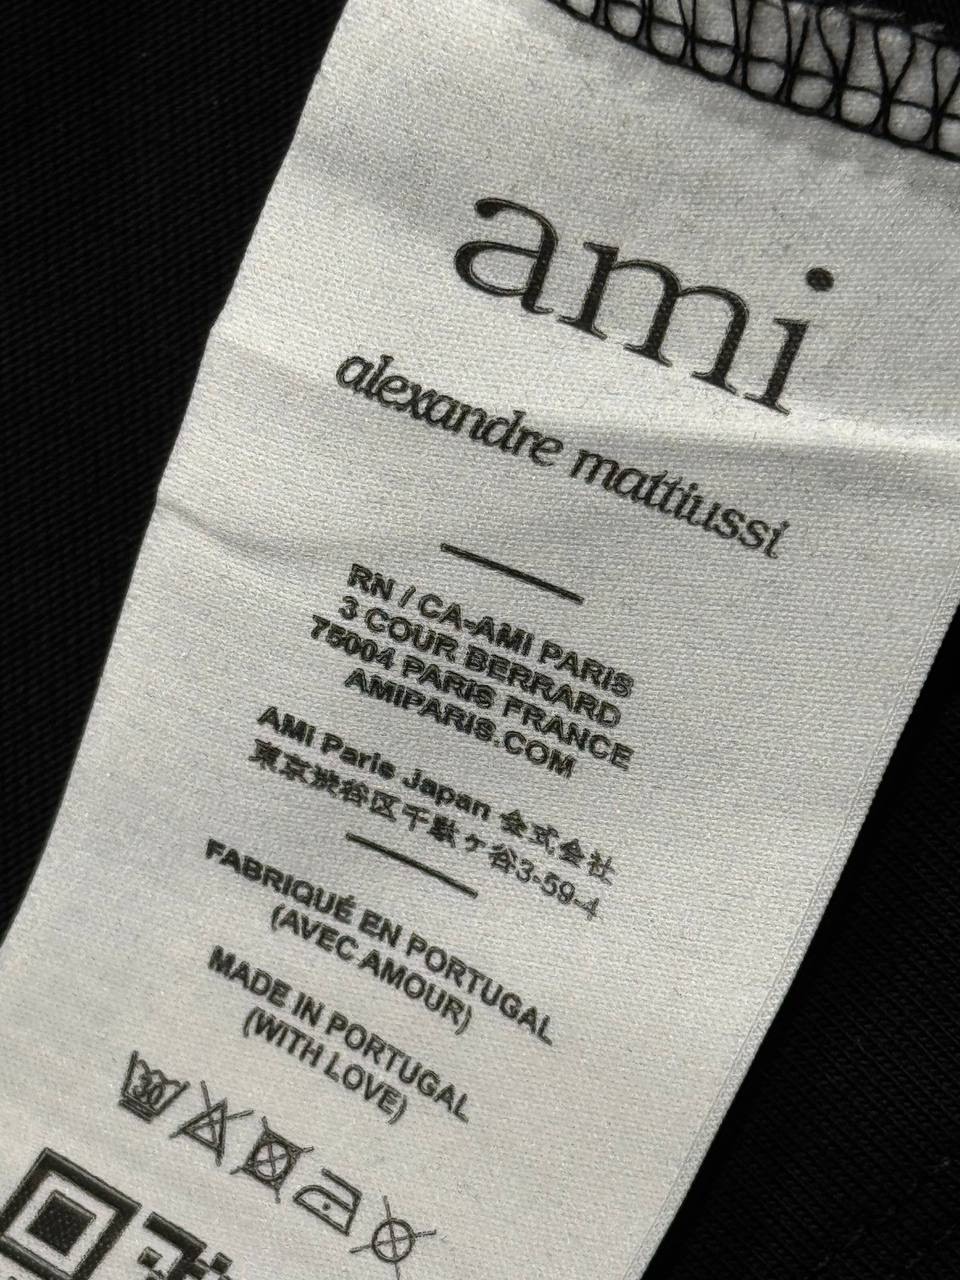 ami
alexandre mattiussi
RN / CA-AMI PARIS
3 COUR BERRARD
75004 PARIS FRANCE
AMIPARIS.COM
AMI Paris Japan 会式会社
東京渋谷区千駄ヶ谷3-59-4
FABRIQUÉ EN PORTUGAL
(AVEC AMOUR)
MADE IN PORTUGAL
(WITH LOVE)
30